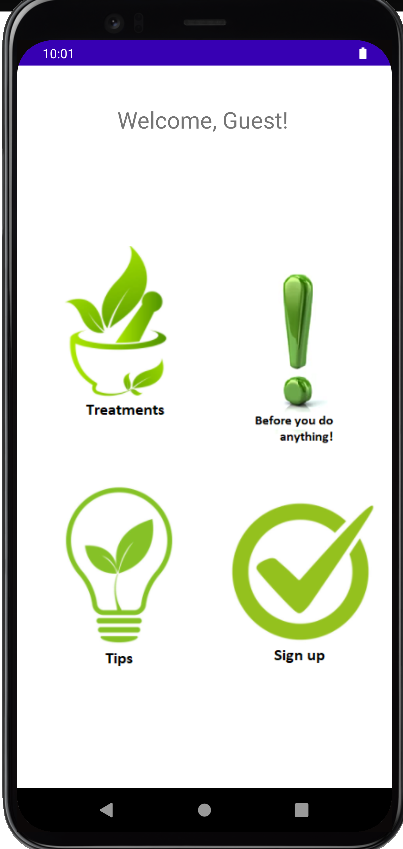 10:01
Welcome, Guest!
Treatments
Before you do
anything!
Tips
Sign up